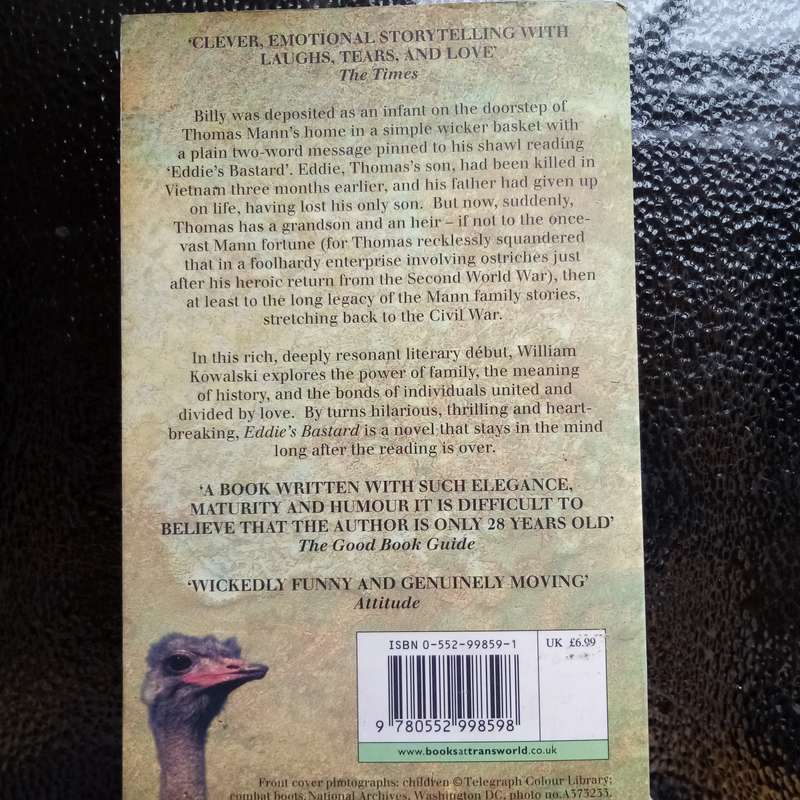 ‘CLEVER, EMOTIONAL STORYTELLING WITH
LAUGHS, TEARS, AND LOVE’
The Times
Billy was deposited as an infant on the doorstep of
Thomas Mann’s home in a simple wicker basket with
a plain two-word message pinned to his shawl reading
‘Eddie’s Bastard’. Eddie, Thomas’s son, had been killed in
Vietnam three months earlier, and his father had given up
on life, having lost his only son. But now, suddenly,
Thomas has a grandson and an heir – if not to the once-
vast Mann fortune (for Thomas recklessly squandered
that in a foolhardy enterprise involving ostriches just
after his heroic return from the Second World War), then
at least to the long legacy of the Mann family stories,
stretching back to the Civil War.
In this rich, deeply resonant literary début, William
Kowalski explores the power of family, the meaning
of history, and the bonds of individuals united and
divided by love. By turns hilarious, thrilling and heart-
breaking, Eddie’s Bastard is a novel that stays in the mind
long after the reading is over.
‘A BOOK WRITTEN WITH SUCH ELEGANCE,
MATURITY AND HUMOUR IT IS DIFFICULT TO
BELIEVE THAT THE AUTHOR IS ONLY 28 YEARS OLD’
The Good Book Guide
‘WICKEDLY FUNNY AND GENUINELY MOVING’
Attitude
ISBN 0-552-99859-1
UK £6.99
9 780552 998598
www.booksattransworld.co.uk
Front cover photographs: children ©Telegraph Colour Library;
combat boots, National Archives, Washington DC, photo no.A373233.